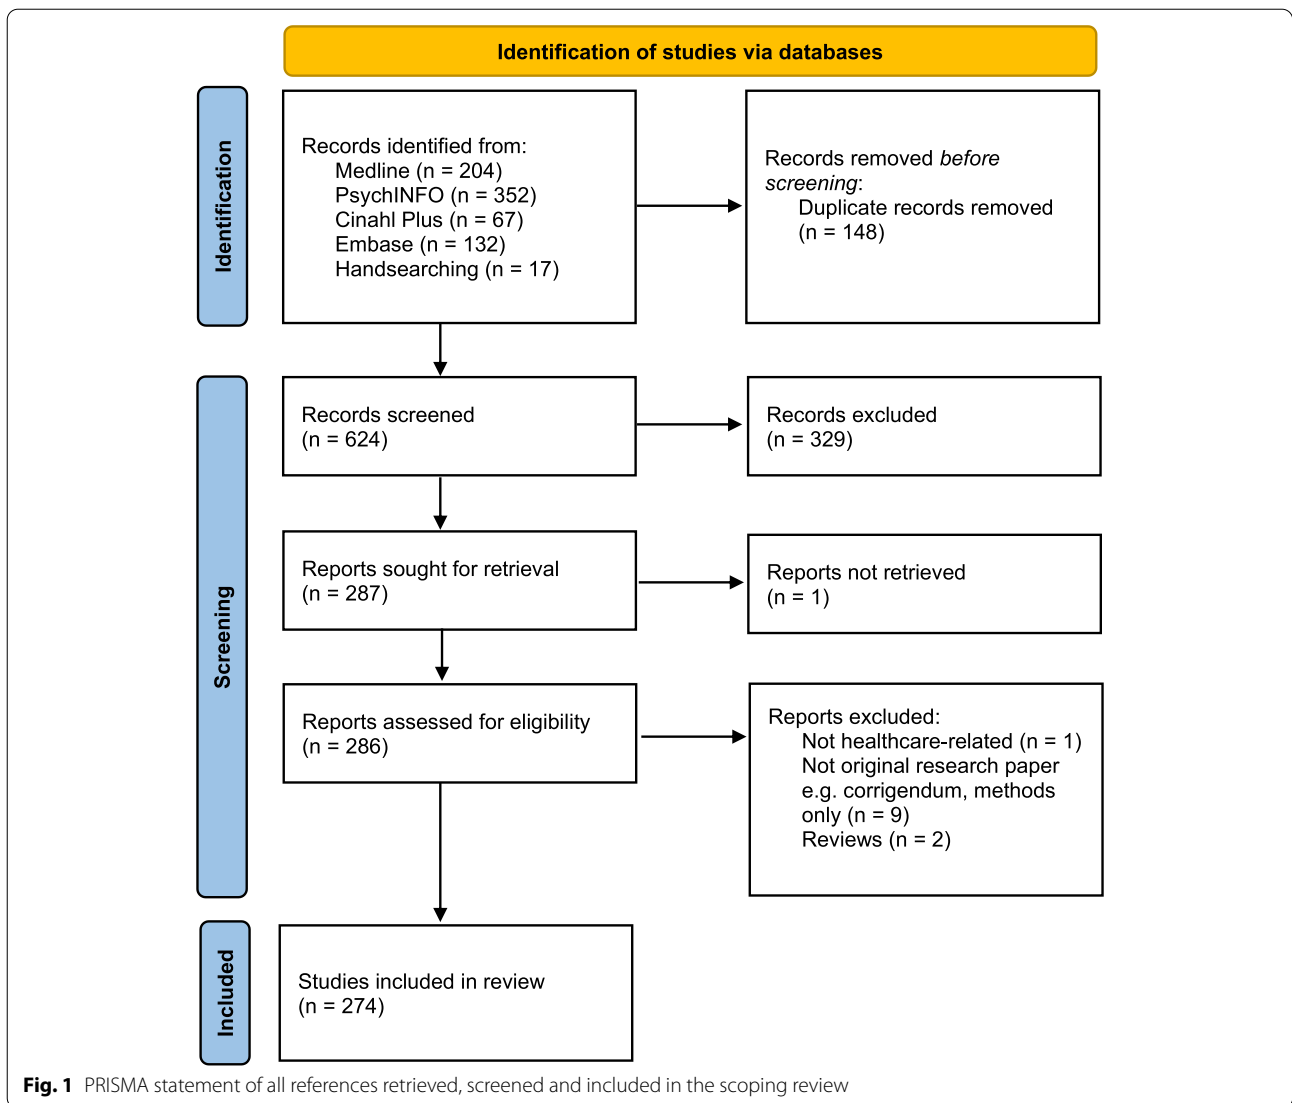 Identification of studies via databases
Identification
Records identified from:
Medline (n = 204)
PsychINFO (n = 352)
Cinahl Plus (n = 67)
Embase (n = 132)
Handsearching (n = 17)
Records removed before
screening:
Duplicate records removed
(n = 148)
Screening
Records screened
(n = 624)
Records excluded
(n = 329)
Reports sought for retrieval
(n = 287)
Reports not retrieved
(n = 1)
Reports assessed for eligibility
(n = 286)
Reports excluded:
Not healthcare-related (n = 1)
Not original research paper
e.g. corrigendum, methods
only (n = 9)
Reviews (n = 2)
Included
Studies included in review
(n = 274)
Fig. 1 PRISMA statement of all references retrieved, screened and included in the scoping review